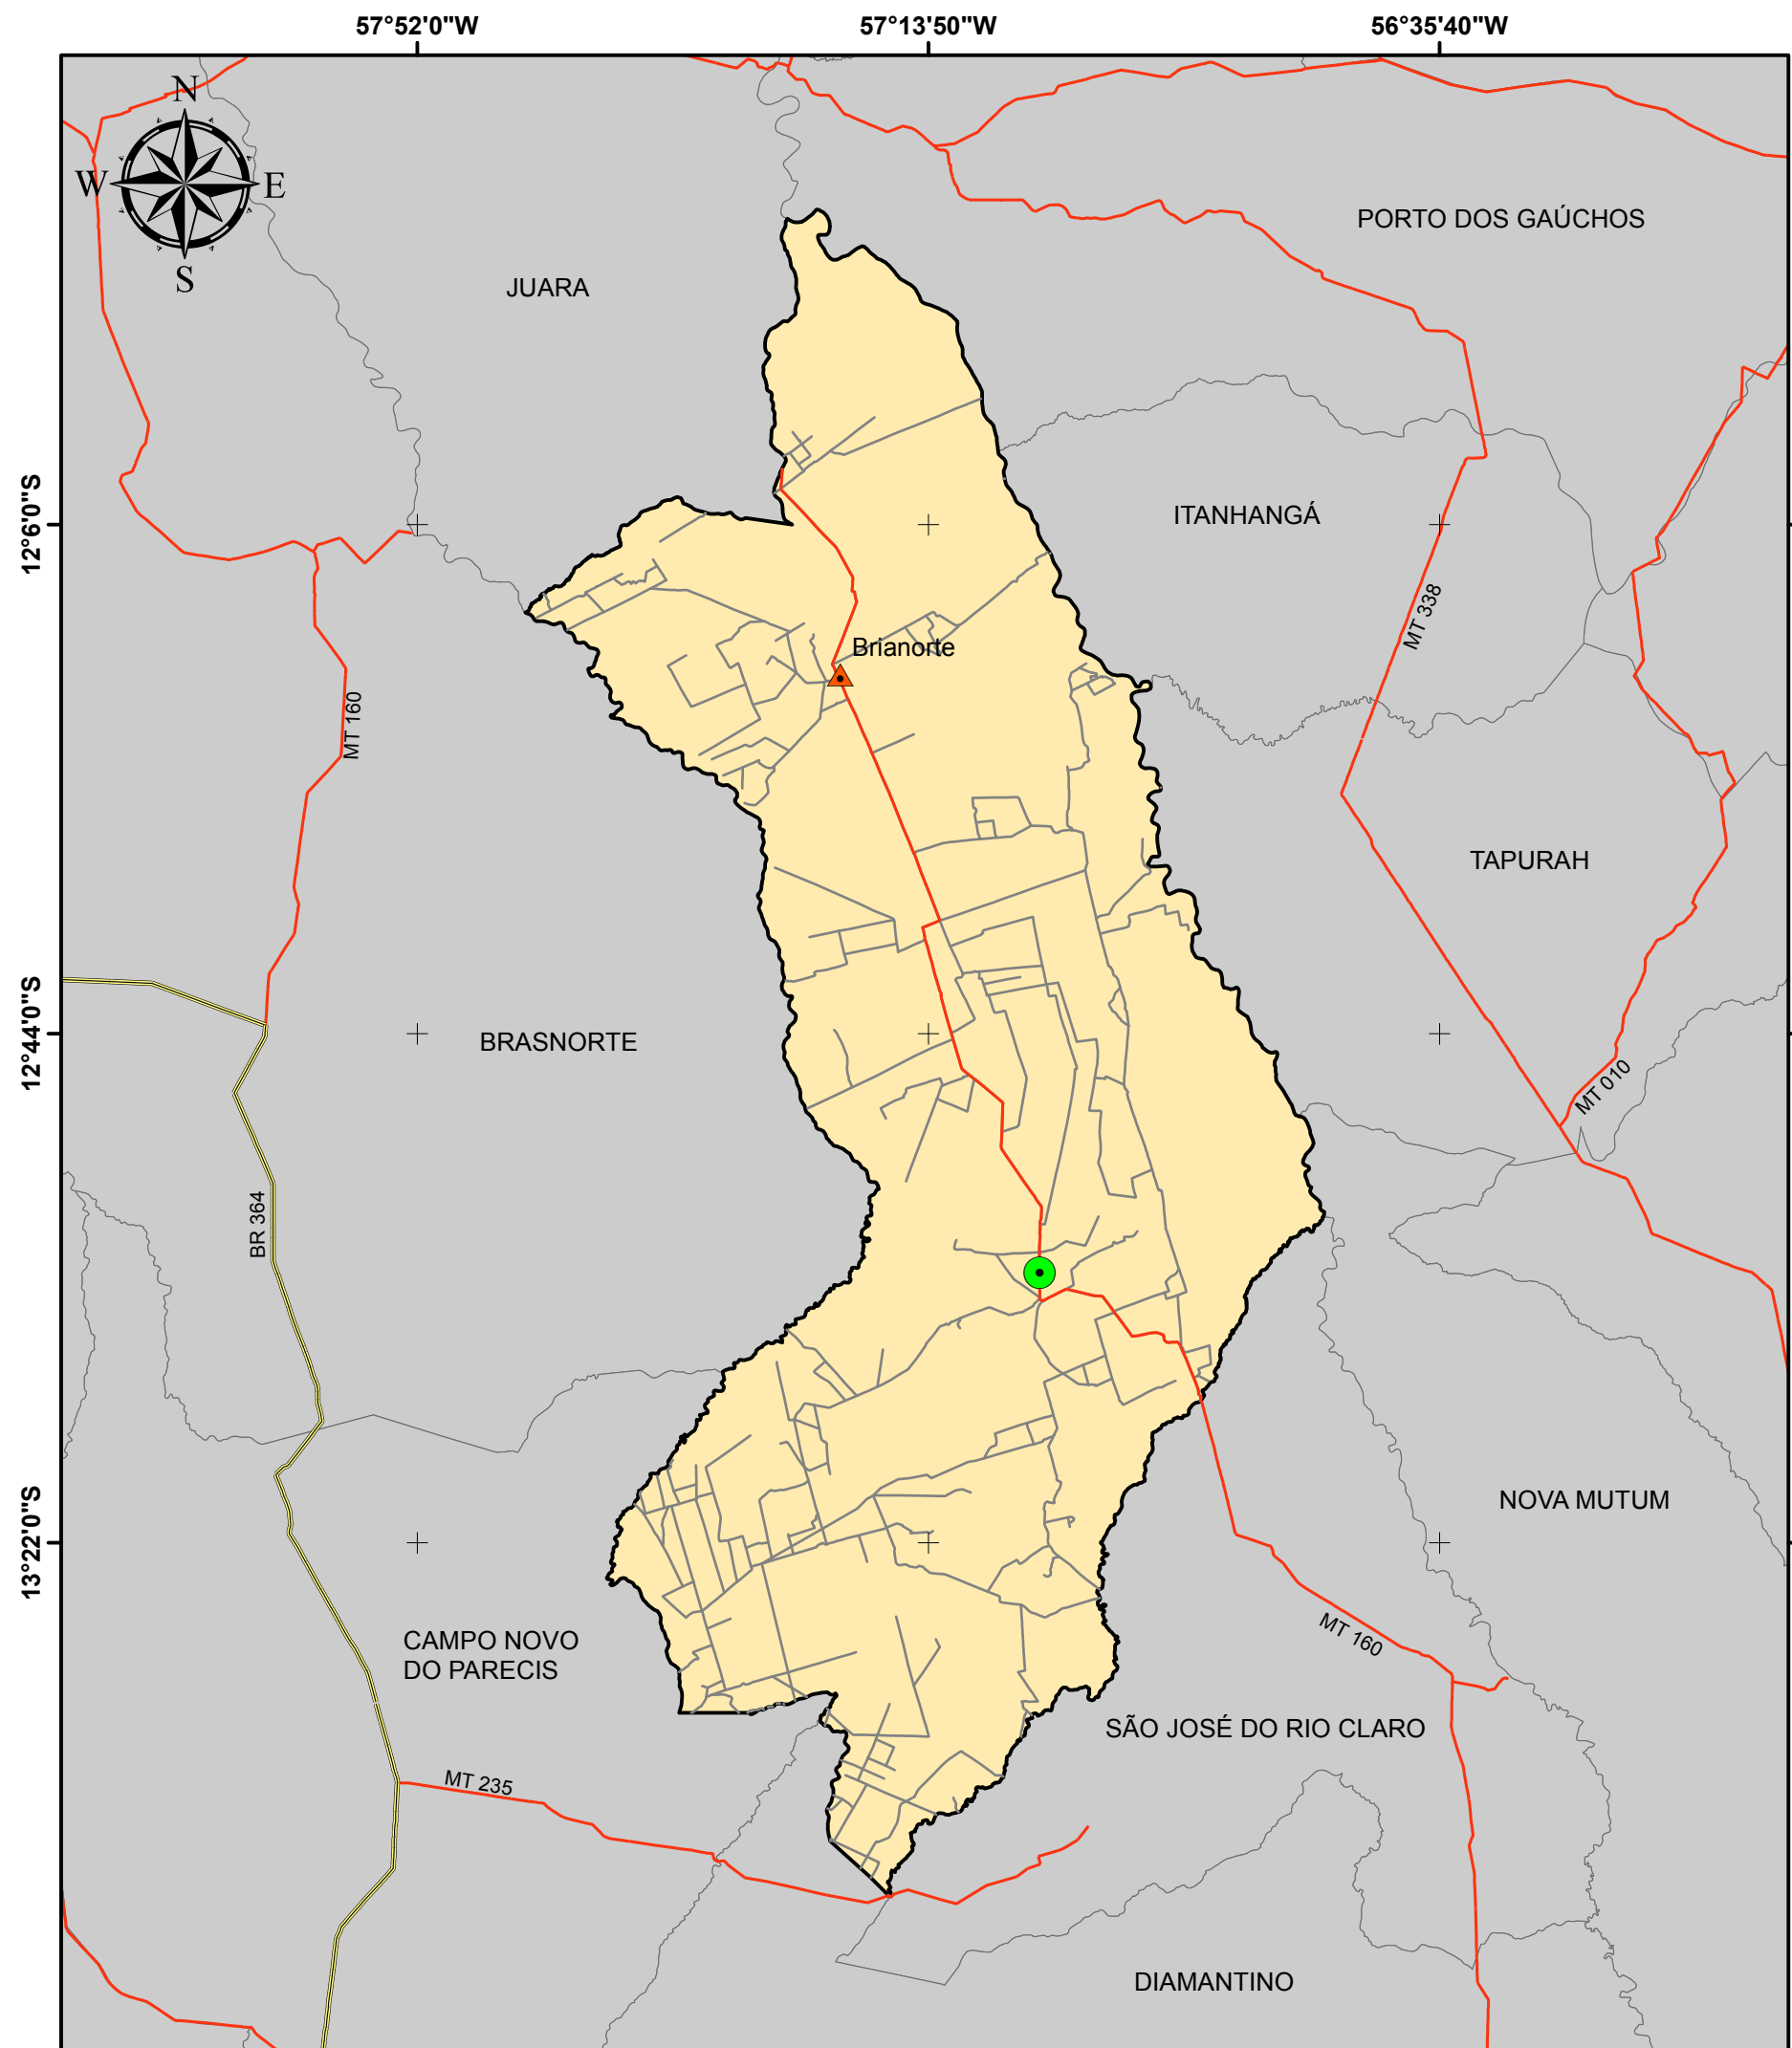 57°52'0"W
57°13'50"W
56°35'40"W
N
W
E
S
PORTO DOS GAÚCHOS
JUARA
12°6'0"S
ITANHANGÁ
MT 338
Brianorte
MT 160
TAPURAH
12°44'0"S
BRASNORTE
MT 010
BR 364
NOVA MUTUM
13°22'0"S
MT 160
CAMPO NOVO
DO PARECIS
SÃO JOSÉ DO RIO CLARO
MT 235
DIAMANTINO